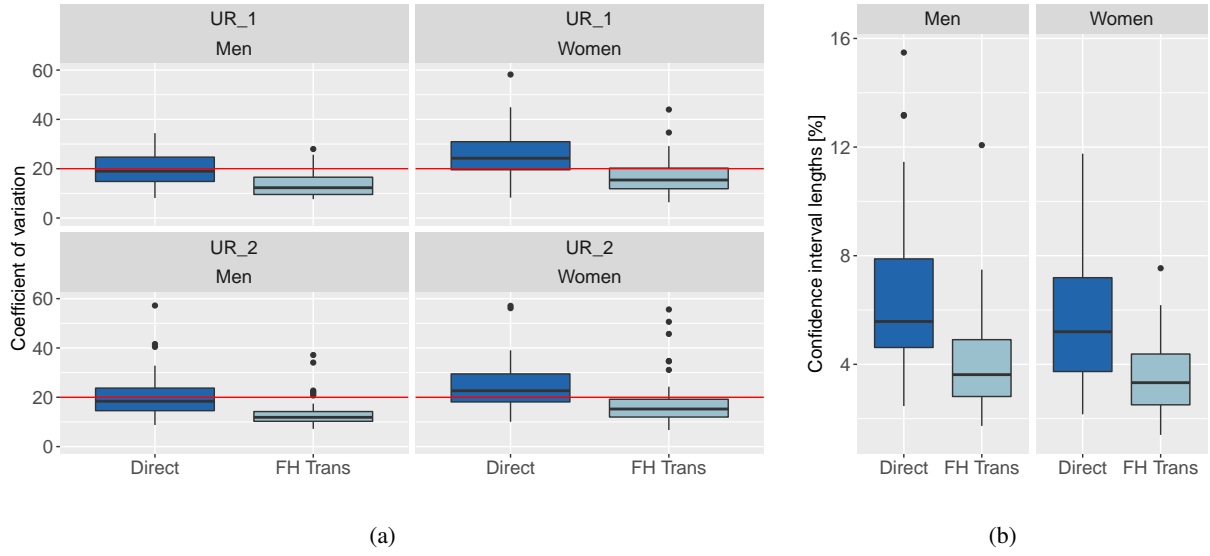 UR_1
Men
UR_1
Women
60
40
20
0
UR_2
Men
UR_2
Women
60
40
20
0
Coefficient of variation
Direct
FH Trans
Direct
FH Trans
(a)
Men
Women
16
12
8
4
Confidence interval lengths [%]
Direct
FH Trans
Direct
FH Trans
(b)